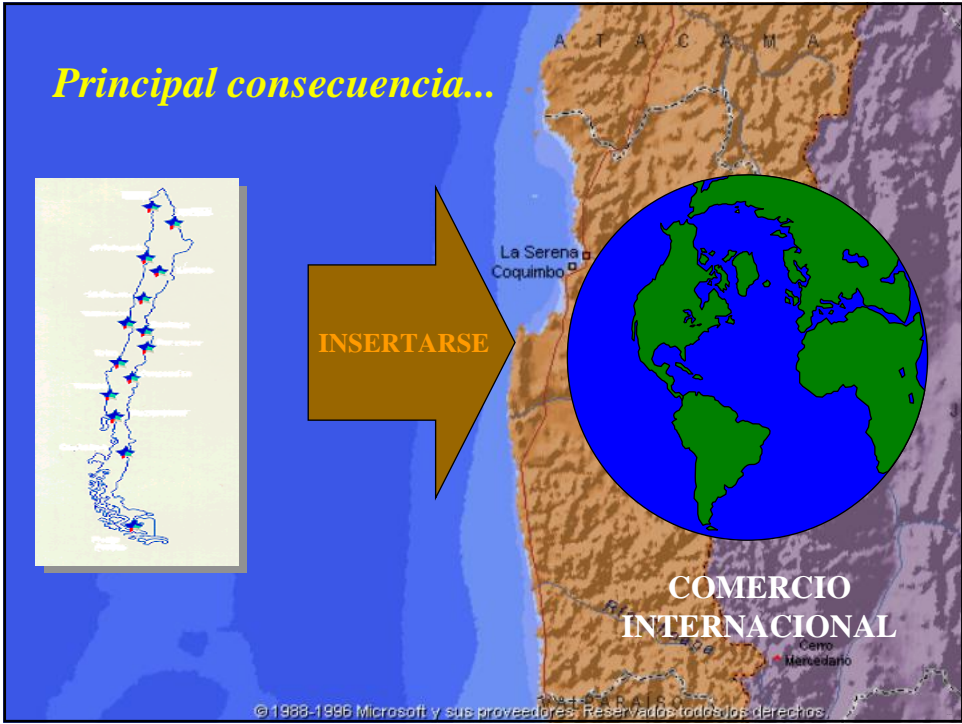 Principal consecuencia...
A T A C A M A
La Serena
Coquimbo
INSERTARSE
COMERCIO
INTERNACIONAL
Cerro
Mercedario
©1988-1996 Microsoft y sus proveedores. Reservados todos los derechos.